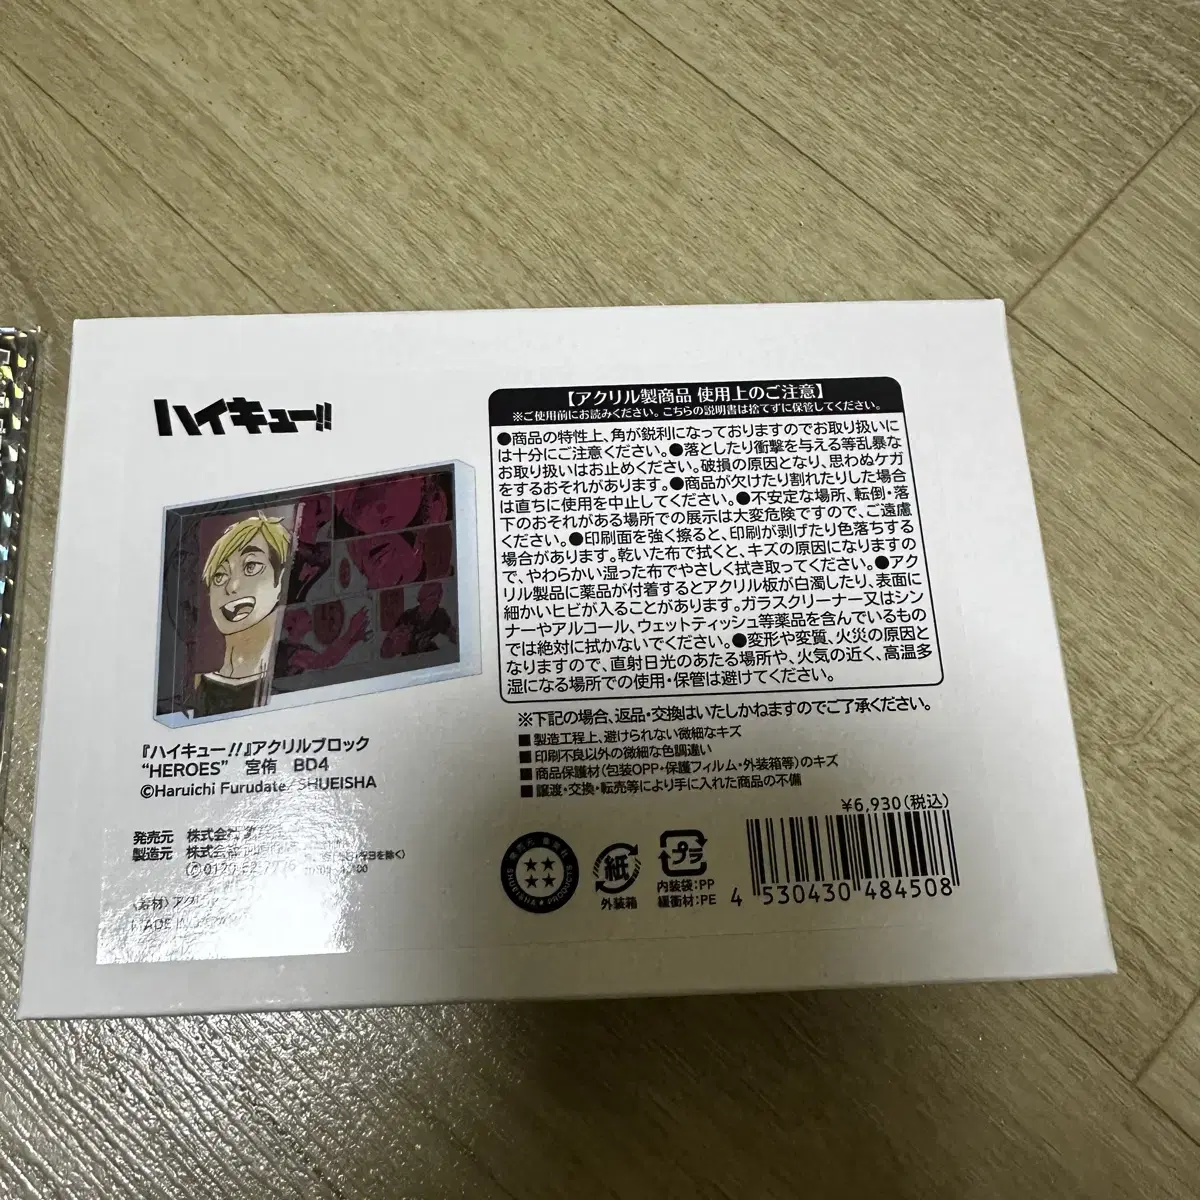 ハイキュー!!
『ハイキュー!!』アクリルブロック
"HEROES" 宮侑 BD4
©Haruichi Furudate/SHUEISHA
発売元 株式会社
製造元 株式会社
MADE
【アクリル製商品 使用上のご注意】
※ご使用前にお読みください。こちらの説明書は捨てずに保管してください。
●商品の特性上、角が鋭利になっておりますのでお取り扱いに
は十分にご注意ください。●落としたり衝撃を与える等乱暴な
お取り扱いはお止めください。破損の原因となり、思わぬケガ
をするおそれがあります。●商品が欠けたり割れたりした場合
は直ちに使用を中止してください。●不安定な場所、転倒・落
下のおそれがある場所での展示は大変危険ですので、ご遠慮
ください。●印刷面を強く擦ると、印刷が剥げたり色落ちする
場合があります。乾いた布で拭くと、キズの原因になりますの
で、やわらかい湿った布でやさしく拭き取ってください。●アク
リル製品に薬品が付着するとアクリル板が白濁したり、表面に
細かいヒビが入ることがあります。ガラスクリーナー又はシン
ナーやアルコール、ウェットティッシュ等薬品を含んでいるもの
では絶対に拭かないでください。●変形や変質、火災の原因と
なりますので、直射日光のあたる場所や、火気の近く、高温多
湿になる場所での使用・保管は避けてください。
※下記の場合、返品・交換はいたしかねますのでご了承ください。
■製造工程上、避けられない微細なキズ
■印刷不良以外の微細な色調違い
■商品保護材(包装OPP・保護フィルム・外装箱等)のキズ
■譲渡・交換・転売等により手に入れた商品の不備
¥6,930(税込)
発売元 集英社
SHUEISHA PRODUCTS
紙
外装箱
プラ
内装袋:PP
緩衝材:PE
4 530430 484508